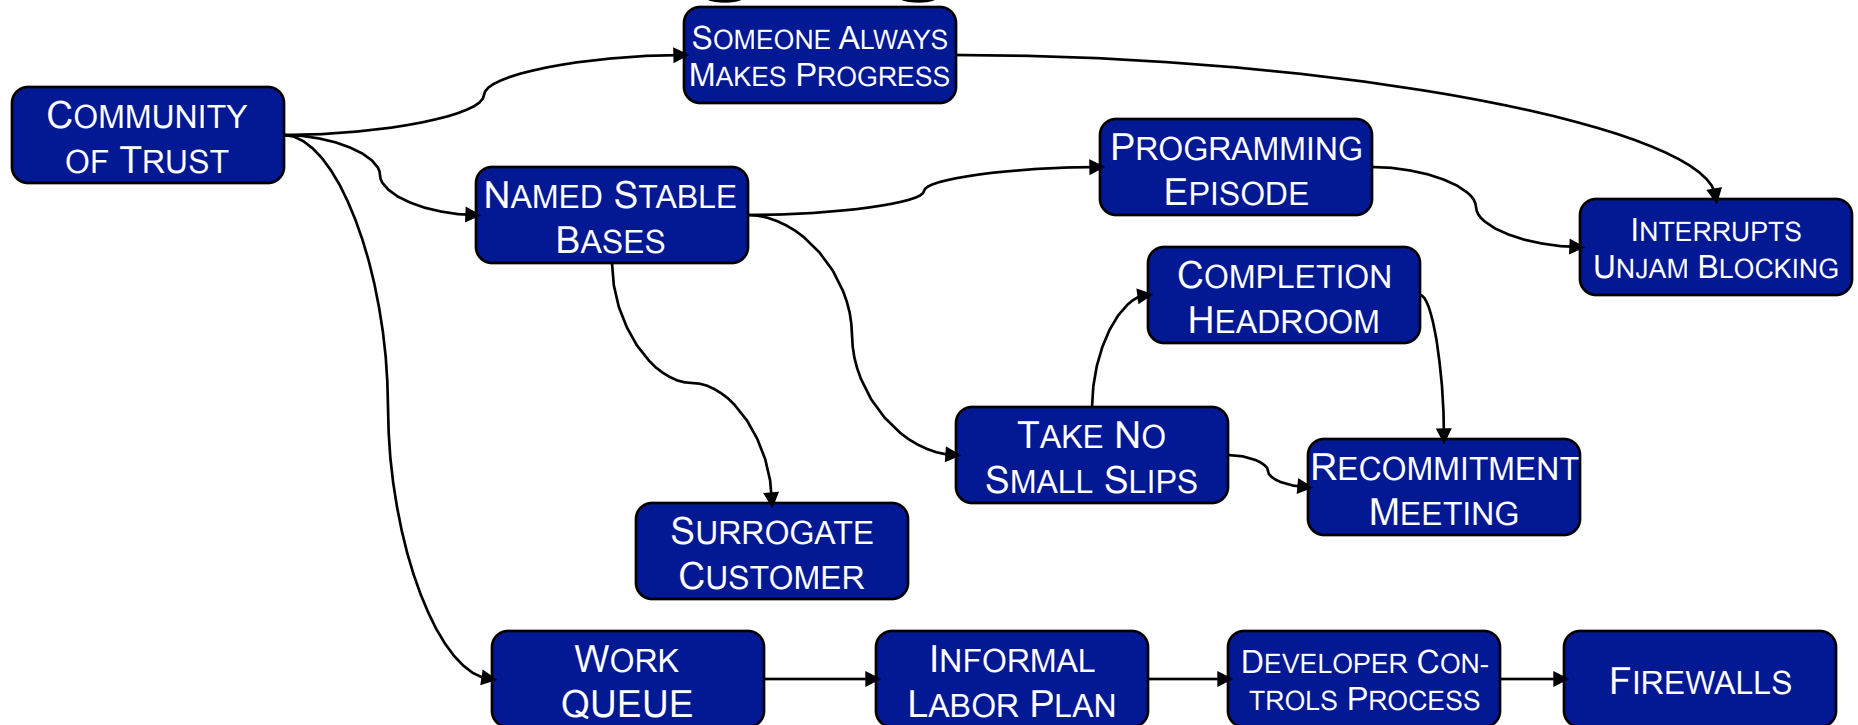 SOMEONE ALWAYS
MAKES PROGRESS
COMMUNITY
OF TRUST
PROGRAMMING
EPISODE
NAMED STABLE
BASES
INTERRUPTS
UNJAM BLOCKING
COMPLETION
HEADROOM
TAKE NO
SMALL SLIPS
RECOMMITMENT
MEETING
SURROGATE
CUSTOMER
WORK
QUEUE
INFORMAL
LABOR PLAN
DEVELOPER CON-
TROLS PROCESS
FIREWALLS